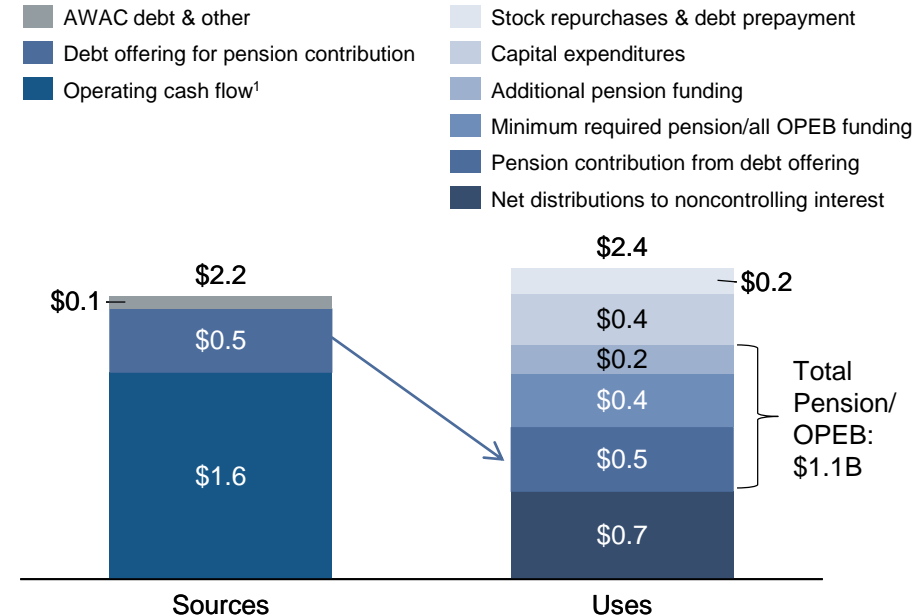 AWAC debt & other
Debt offering for pension contribution
Operating cash flow¹
Stock repurchases & debt prepayment
Capital expenditures
Additional pension funding
Minimum required pension/all OPEB funding
Pension contribution from debt offering
Net distributions to noncontrolling interest
$2.2
$0.1
$0.5
$1.6
Sources
$2.4
$0.2
$0.4
$0.2
$0.4
$0.5
$0.7
Uses
Total
Pension/
OPEB:
$1.1B